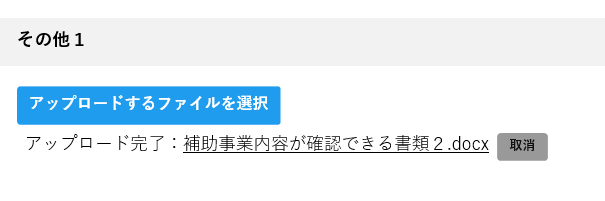 その他１
アップロードするファイルを選択
アップロード完了：補助事業内容が確認できる書類２.docx 取消